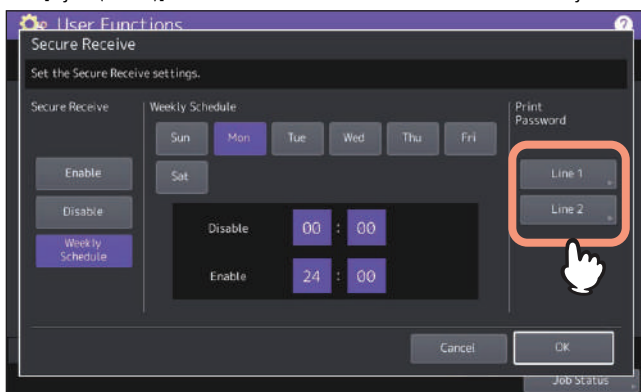 User Functions
Secure Receive
Set the Secure Receive settings.
Secure Receive
Enable
Disable
Weekly
Schedule
Weekly Schedule
Sun Mon Tue Wed Thu Fri
Sat
Disable 00 : 00
Enable 24 : 00
Print
Password
Line 1
Line 2
Cancel OK
Job Status